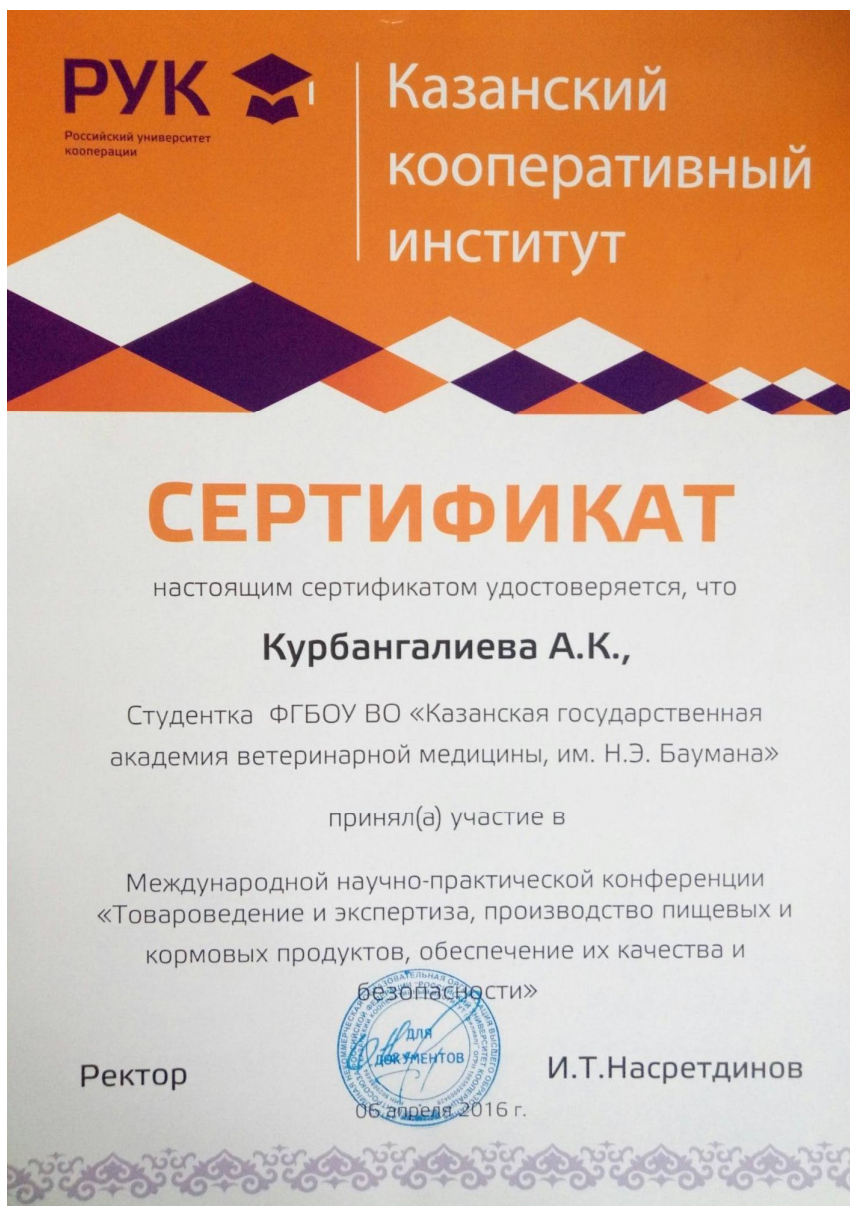 РУК
Российский университет
кооперации
Казанский
кооперативный
институт
СЕРТИФИКАТ
настоящим сертификатом удостоверяется, что
Курбангалиева А.К.,
Студентка ФГБОУ ВО «Казанская государственная
академия ветеринарной медицины, им. Н.Э. Баумана»
принял(а) участие в
Международной научно-практической конференции
«Товароведение и экспертиза, производство пищевых и
кормовых продуктов, обеспечение их качества и
безопасности»
ДЛЯ
ДОКУМЕНТОВ
Ректор
И.Т.Насретдинов
06 апреля 2016 г.